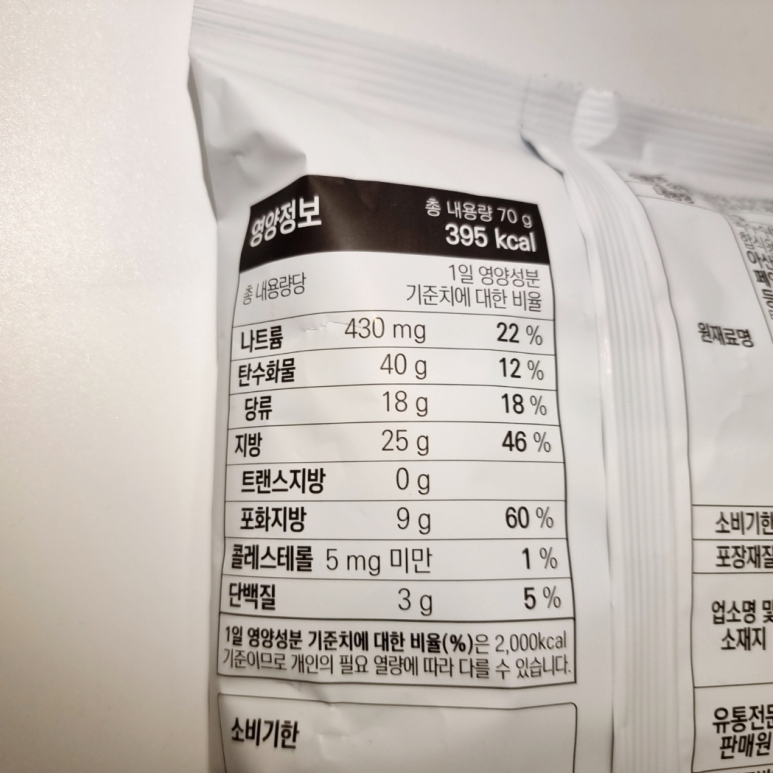 영양정보
총 내용량 70 g
395 kcal
총 내용량당
1일 영양성분
기준치에 대한 비율
나트륨 430 mg 22 %
탄수화물 40 g 12 %
당류 18 g 18 %
지방 25 g 46 %
트랜스지방 0 g
포화지방 9 g 60 %
콜레스테롤 5 mg 미만 1 %
단백질 3 g 5 %
1일 영양성분 기준치에 대한 비율(%)은 2,000kcal
기준이므로 개인의 필요 열량에 따라 다를 수 있습니다.
소비기한
원재료명
소비기한
포장재질
업소명 및
소재지
유통전문
판매원